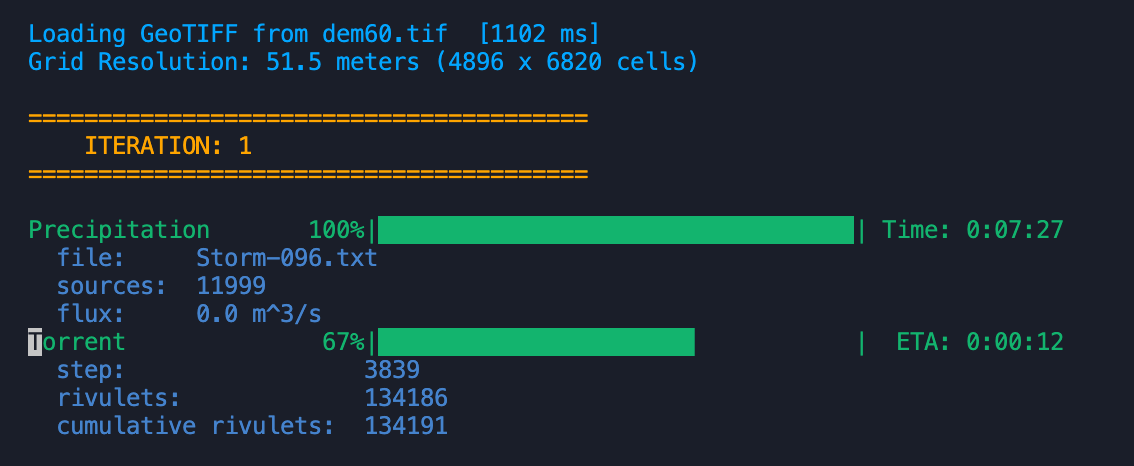 Loading GeoTIFF from dem60.tif  [1102 ms]
Grid Resolution: 51.5 meters (4896 x 6820 cells)
========================================
ITERATION: 1
========================================
Precipitation 100%| | Time: 0:07:27
file: Storm-096.txt
sources: 11999
flux: 0.0 m^3/s
Torrent 67%| | ETA: 0:00:12
step: 3839
rivulets: 134186
cumulative rivulets: 134191